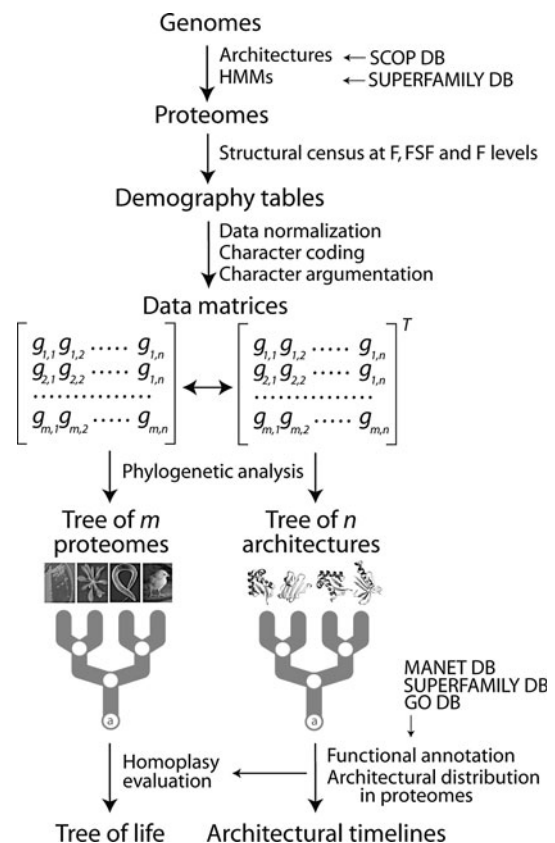 Genomes
Architectures ← SCOP DB
HMMs ← SUPERFAMILY DB
Proteomes
Structural census at F, FSF and F levels
Demography tables
Data normalization
Character coding
Character argumentation
Data matrices
g1,1 g1,2 ..... g1,n g1,1 g1,2 ..... g1,n T
g2,1 g2,2 ..... g1,n g2,1 g2,2 ..... g1,n
................ ................
gm,1 gm,2 ..... gm,n gm,1 gm,2 ..... gm,n
Phylogenetic analysis
Tree of m proteomes
Tree of n architectures
a a
MANET DB
SUPERFAMILY DB
GO DB
Homoplasy evaluation
Functional annotation
Architectural distribution
in proteomes
Tree of life Architectural timelines